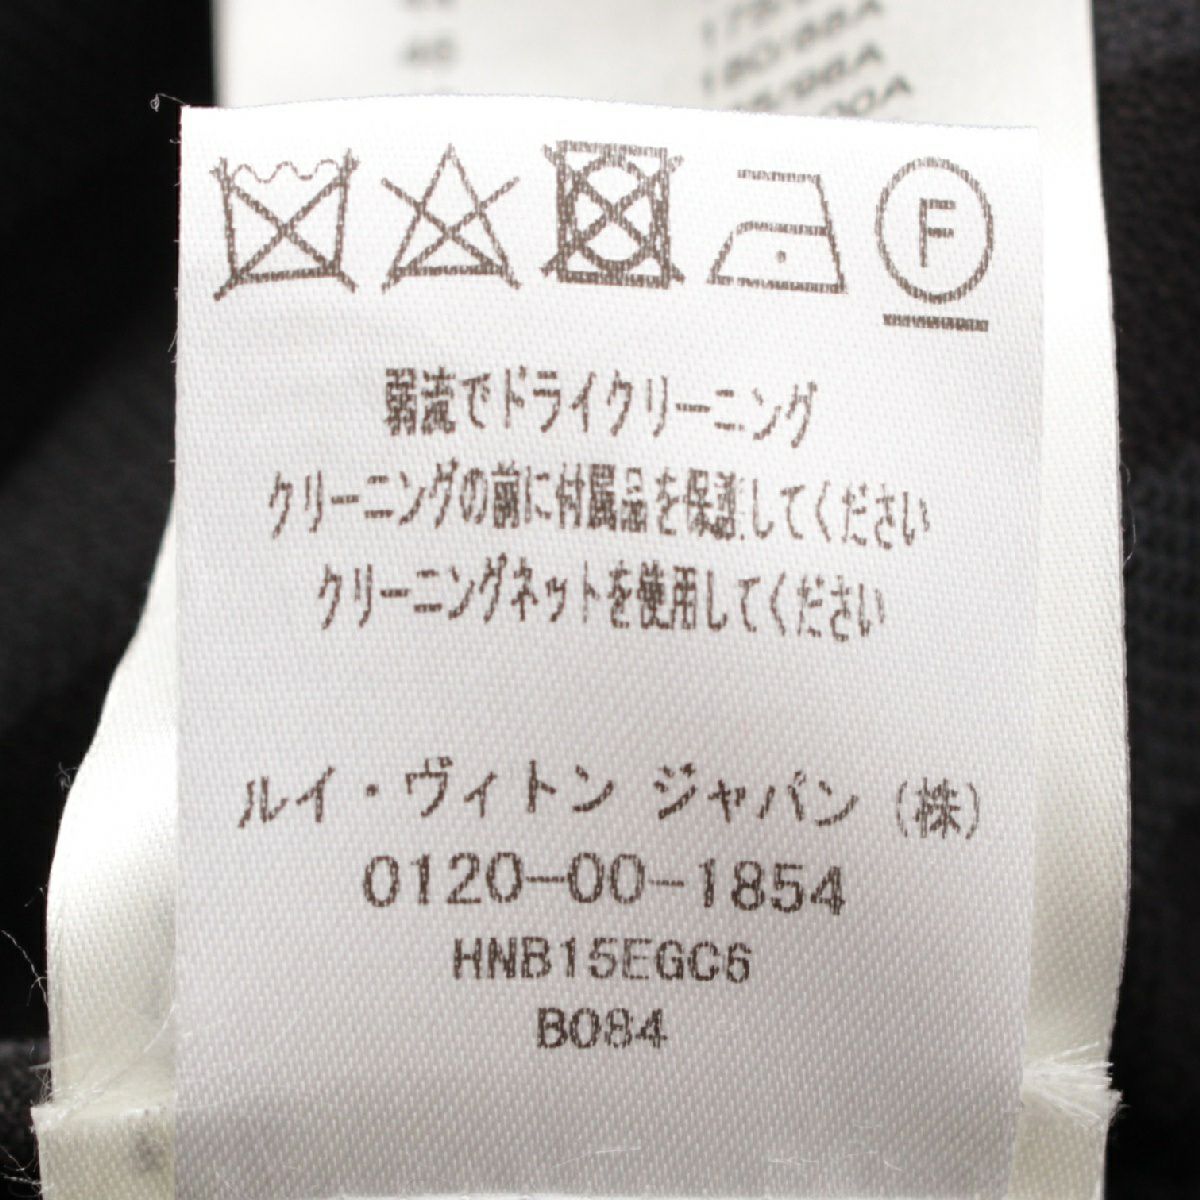 180/88A
F
弱流でドライクリーニング
クリーニングの前に付属品を保護してください
クリーニングネットを使用してください
ルイ・ヴィトン ジャパン (株)
0120-00-1854
HNB15EGC6
B084